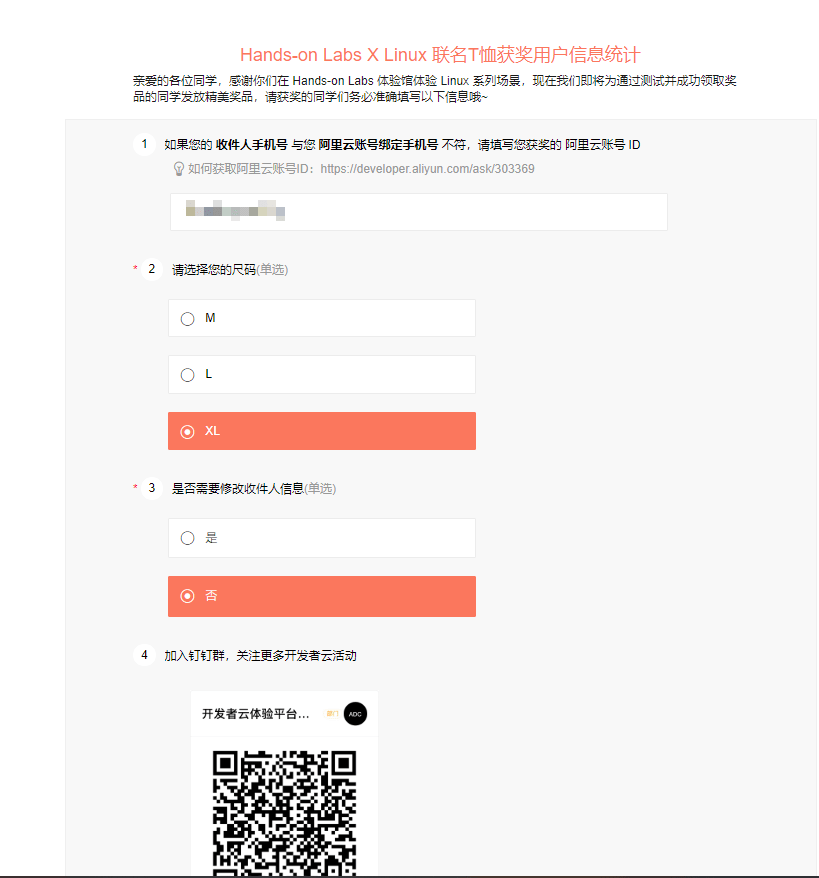 Hands-on Labs X Linux 联名T恤获奖用户信息统计
亲爱的各位同学，感谢你们在 Hands-on Labs 体验馆体验 Linux 系列场景，现在我们即将为通过测试并成功领取奖
品的同学发放精美奖品，请获奖的同学们务必准确填写以下信息哦~
1 如果您的 收件人手机号 与您 阿里云账号绑定手机号 不符，请填写您获奖的 阿里云账号 ID
如何获取阿里云账号ID：https://developer.aliyun.com/ask/303369
* 2 请选择您的尺码(单选)
M
L
XL
* 3 是否需要修改收件人信息(单选)
是
否
4 加入钉钉群，关注更多开发者云活动
开发者云体验平台... ADC